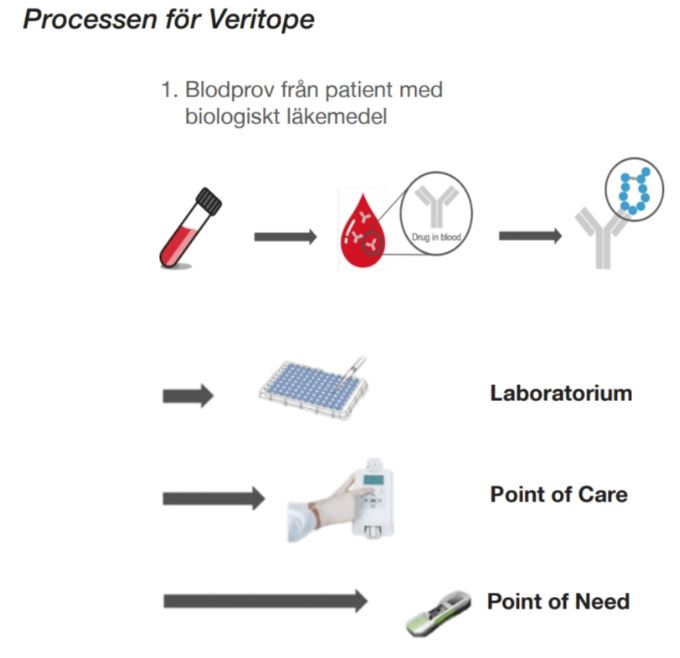 Processen för Veritope
1. Blodprov från patient med
biologiskt läkemedel
Drug in blood
Laboratorium
Point of Care
Point of Need